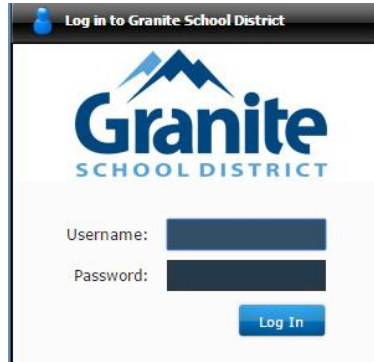 Log in to Granite School District
Granite
SCHOOL DISTRICT
Username:
Password:
Log In